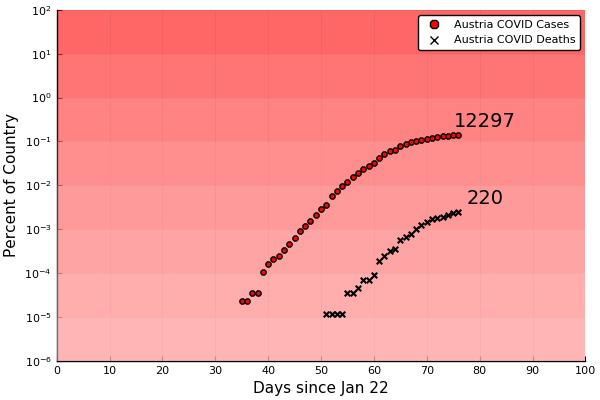 Percent of Country
10²
10¹
10⁰
10⁻¹
10⁻²
10⁻³
10⁻⁴
10⁻⁵
10⁻⁶
Austria COVID Cases
Austria COVID Deaths
12297
220
0 10 20 30 40 50 60 70 80 90 100
Days since Jan 22